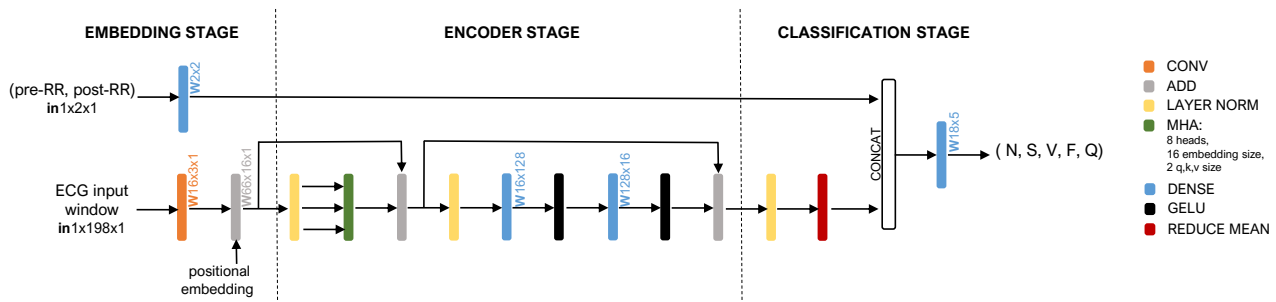 EMBEDDING STAGE
ENCODER STAGE
CLASSIFICATION STAGE
(pre-RR, post-RR)
in1x2x1
W2x2
ECG input
window
in1x198x1
W16x3x1
W66x16x1
positional
embedding
W16x128
W128x16
CONCAT
W18x5
( N, S, V, F, Q)
CONV
ADD
LAYER NORM
MHA:
8 heads,
16 embedding size,
2 q,k,v size
DENSE
GELU
REDUCE MEAN